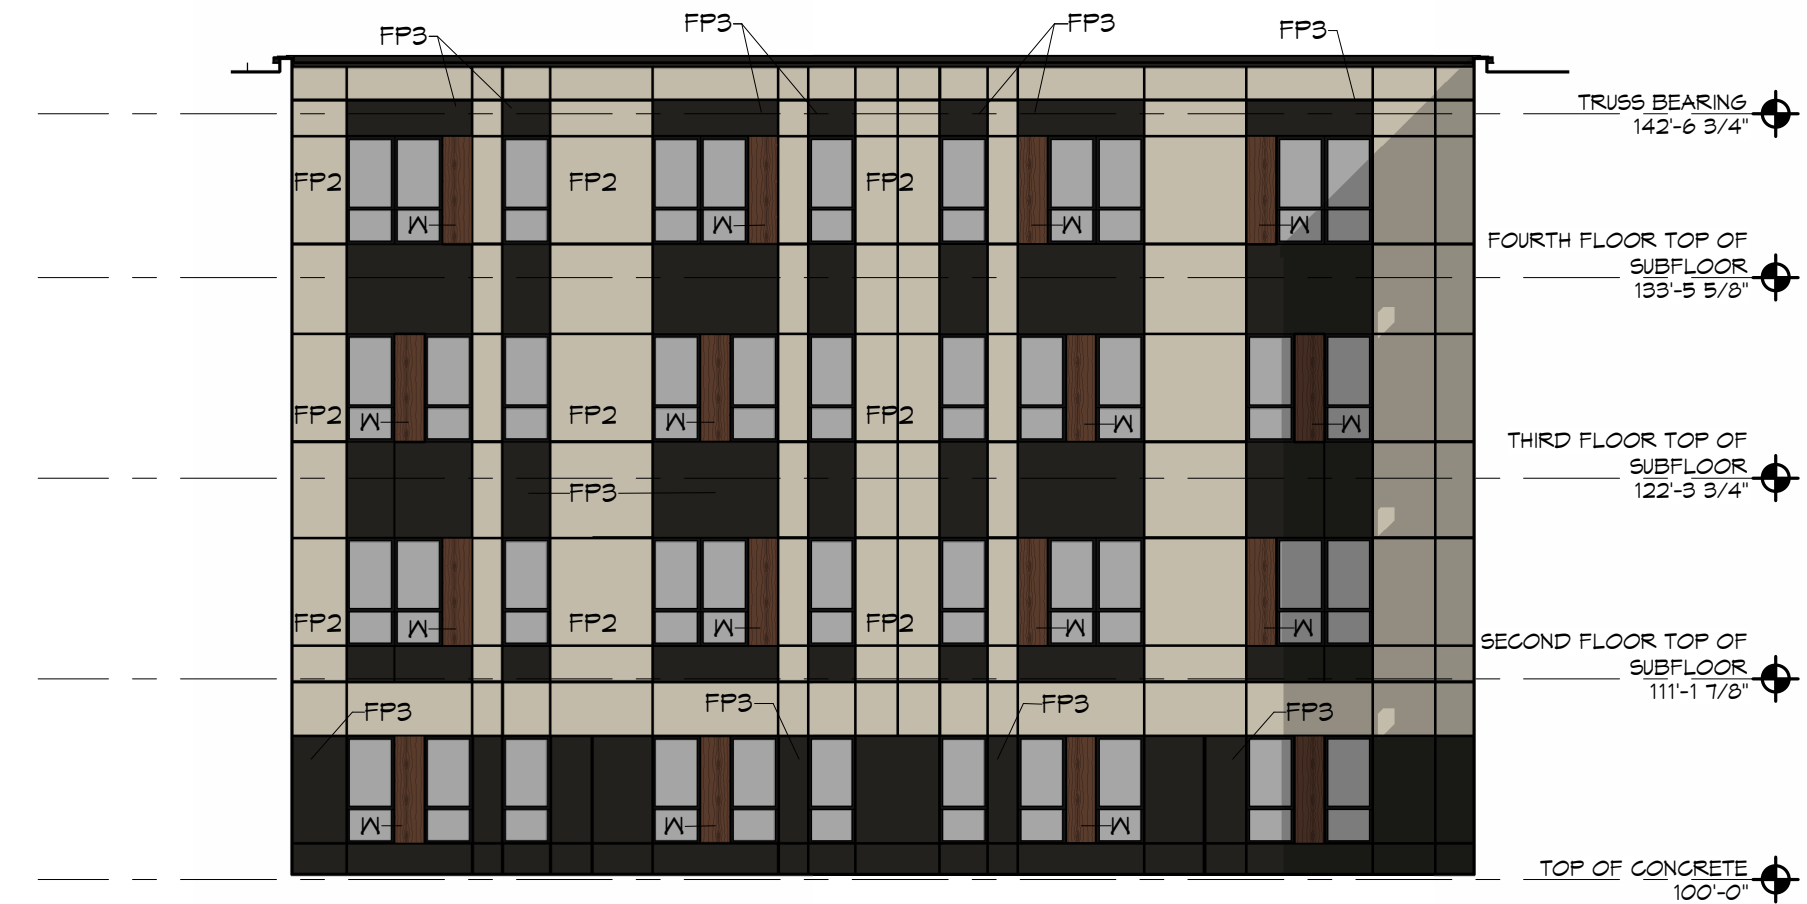 FP3
FP3
FP3
FP3
TRUSS BEARING
142'-6 3/4"
FP2
FP2
FP2
M
M
M
M
FOURTH FLOOR TOP OF
SUBFLOOR
133'-5 5/8"
FP2
FP2
FP2
M
M
M
M
THIRD FLOOR TOP OF
SUBFLOOR
122'-3 3/4"
FP3
FP2
FP2
FP2
M
M
M
M
SECOND FLOOR TOP OF
SUBFLOOR
111'-1 7/8"
FP3
FP3
FP3
FP3
M
M
M
TOP OF CONCRETE
100'-0"